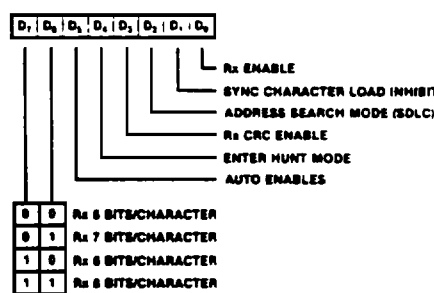 D₇ D₆ D₅ D₄ D₃ D₂ D₁ D₀
Rx ENABLE
SYNC CHARACTER LOAD INHIBIT
ADDRESS SEARCH MODE (SDLC)
Rx CRC ENABLE
ENTER HUNT MODE
AUTO ENABLES
0 0 Rx 5 BITS/CHARACTER
0 1 Rx 7 BITS/CHARACTER
1 0 Rx 6 BITS/CHARACTER
1 1 Rx 8 BITS/CHARACTER